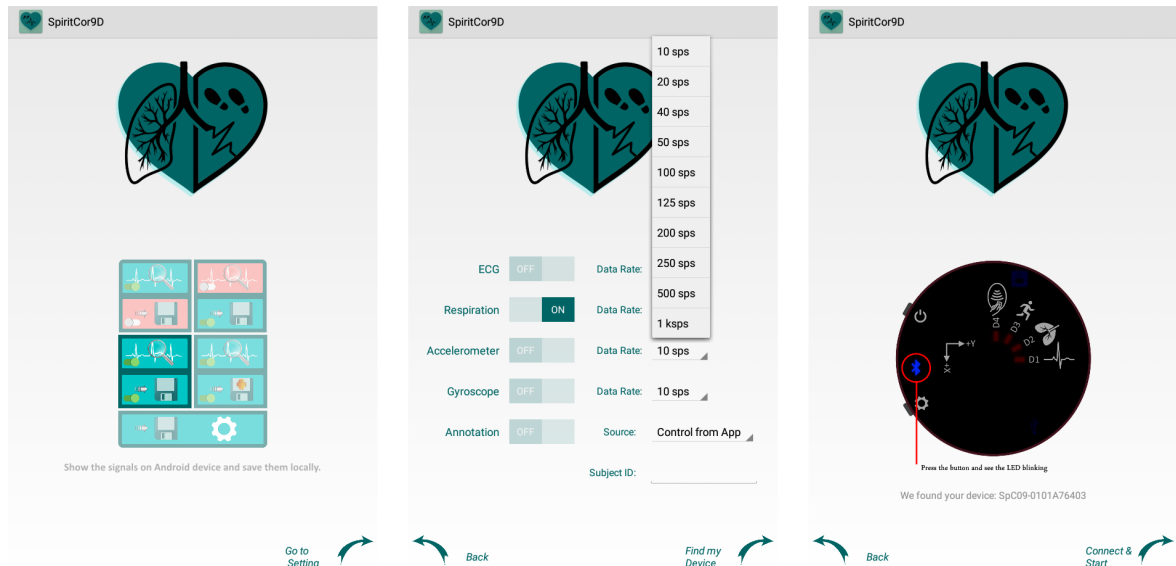 SpiritCor9D
Show the signals on Android device and save them locally.
Go to
Setting
SpiritCor9D
10 sps
20 sps
40 sps
50 sps
100 sps
125 sps
200 sps
250 sps
500 sps
1 ksps
ECG OFF Data Rate:
Respiration ON Data Rate:
Accelerometer OFF Data Rate: 10 sps
Gyroscope OFF Data Rate: 10 sps
Annotation OFF Source: Control from App
Subject ID:
Back
Find my
Device
SpiritCor9D
D4
D3
D2
D1
+Y
X+
Press the button and see the LED blinking
We found your device: SpC09-0101A76403
Back
Connect &
Start